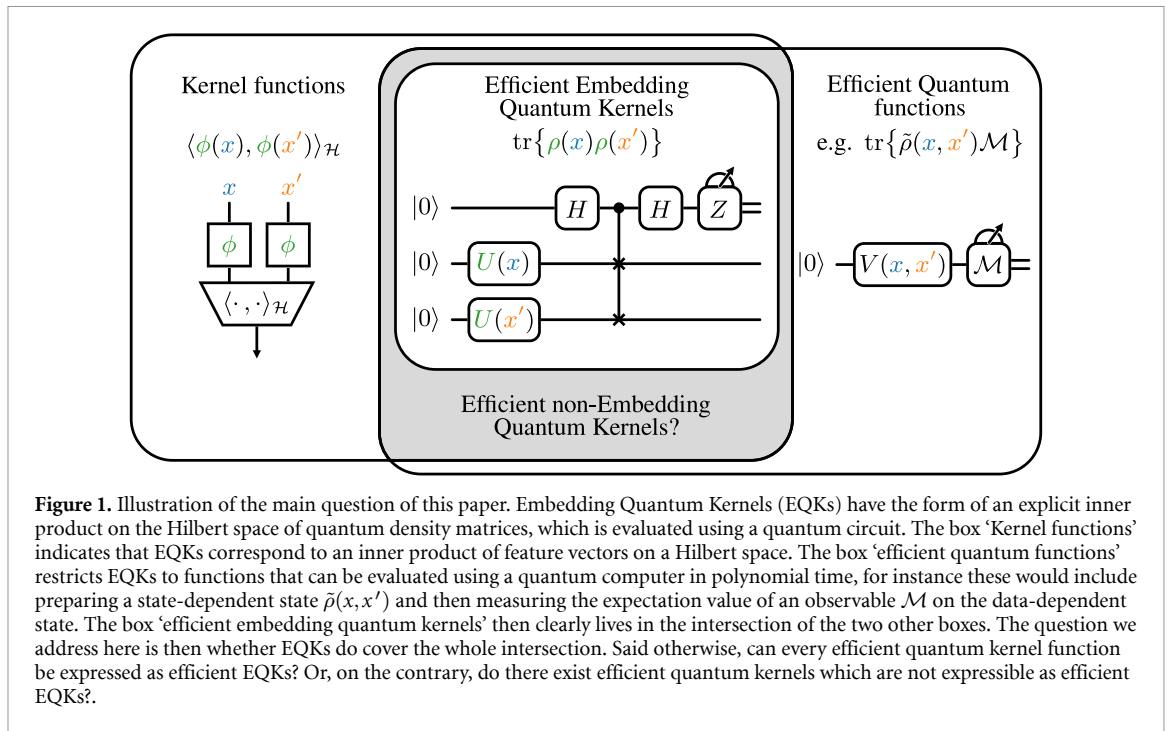 Kernel functions
⟨ϕ(x), ϕ(x′)⟩ℋ
x x′
ϕ ϕ
⟨· , ·⟩ℋ
Efficient Embedding
Quantum Kernels
tr{ρ(x)ρ(x′)}
|0⟩ H H Z
|0⟩ U(x)
|0⟩ U(x′)
Efficient non-Embedding
Quantum Kernels?
Efficient Quantum
functions
e.g. tr{ρ̃(x, x′)ℳ}
|0⟩ V(x, x′) ℳ
Figure 1. Illustration of the main question of this paper. Embedding Quantum Kernels (EQKs) have the form of an explicit inner
product on the Hilbert space of quantum density matrices, which is evaluated using a quantum circuit. The box ‘Kernel functions’
indicates that EQKs correspond to an inner product of feature vectors on a Hilbert space. The box ‘efficient quantum functions’
restricts EQKs to functions that can be evaluated using a quantum computer in polynomial time, for instance these would include
preparing a state-dependent state ρ̃(x,x′) and then measuring the expectation value of an observable ℳ on the data-dependent
state. The box ‘efficient embedding quantum kernels’ then clearly lives in the intersection of the two other boxes. The question we
address here is then whether EQKs do cover the whole intersection. Said otherwise, can every efficient quantum kernel function
be expressed as efficient EQKs? Or, on the contrary, do there exist efficient quantum kernels which are not expressible as efficient
EQKs?.